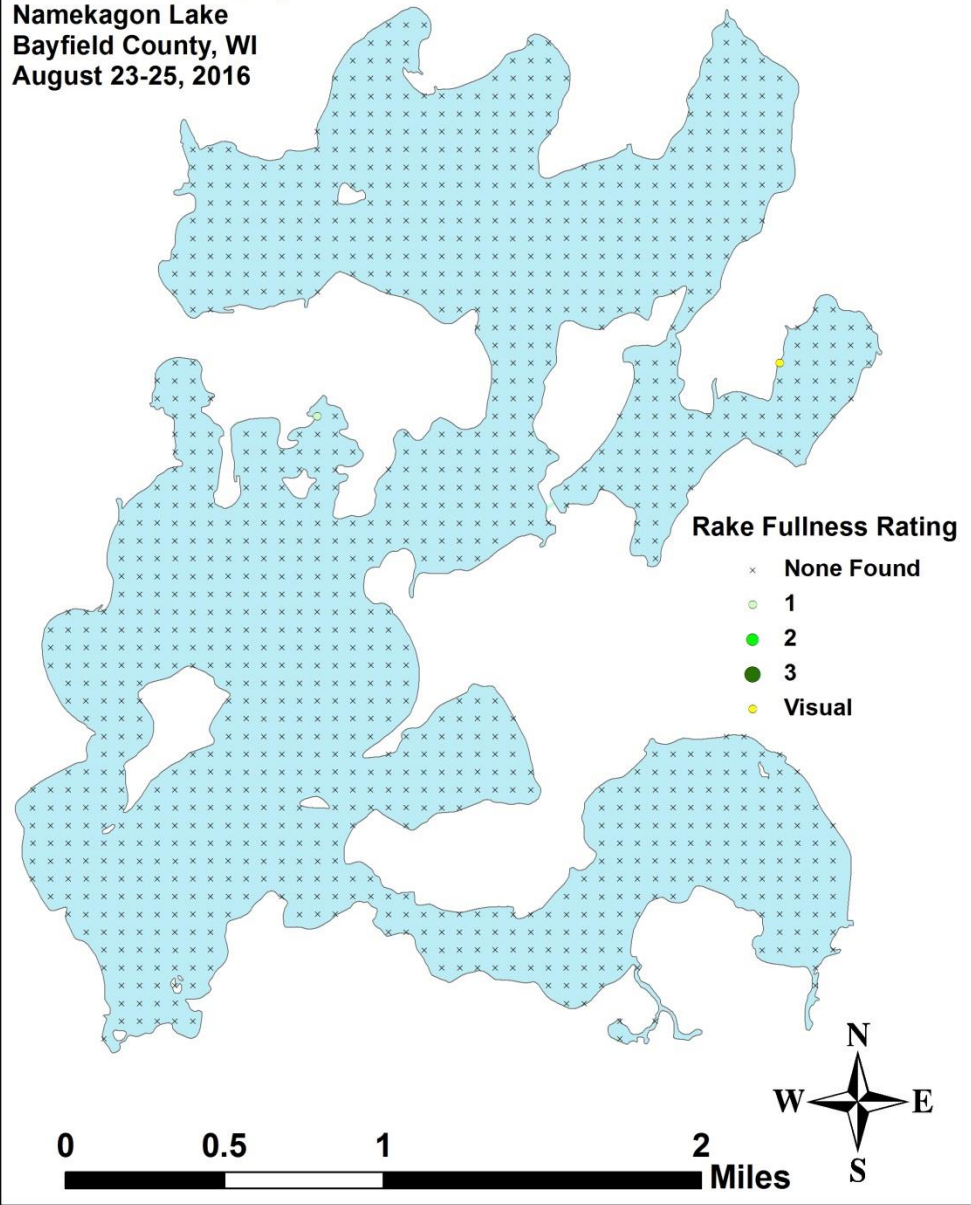 Namekagon Lake
Bayfield County, WI
August 23-25, 2016
Rake Fullness Rating
None Found
1
2
3
Visual
N
W E
S
0 0.5 1 2
Miles